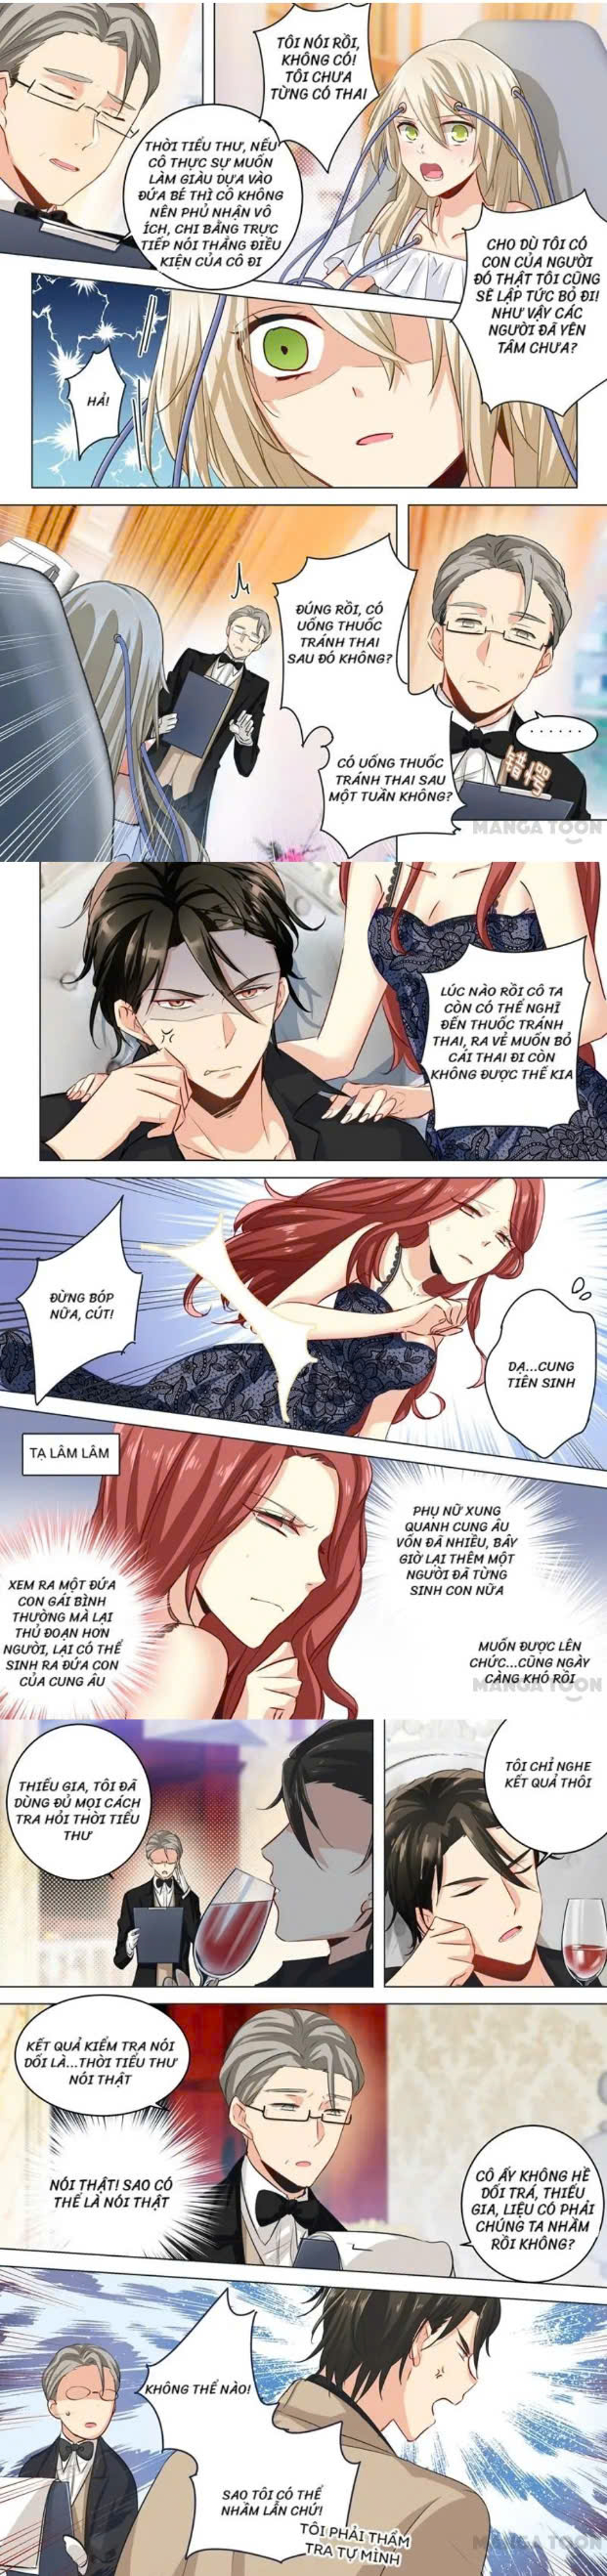 TÔI NÓI RỒI,
KHÔNG CÓ!
TÔI CHƯA
TỪNG CÓ THAI
THỜI TIỂU THƯ, NẾU
CÔ THỰC SỰ MUỐN
LÀM GIÀU DỰA VÀO
ĐỨA BÉ THÌ CÔ KHÔNG
NÊN PHỦ NHẬN VÔ
ÍCH, CHI BẰNG TRỰC
TIẾP NÓI THẲNG ĐIỀU
KIỆN CỦA CÔ ĐI
CHO DÙ TÔI CÓ
CON CỦA NGƯỜI
ĐÓ THẬT TÔI CŨNG
SẼ LẬP TỨC BỎ ĐI!
NHƯ VẬY CÁC
NGƯỜI ĐÃ YÊN
TÂM CHƯA?
HẢ!
ĐÚNG RỒI, CÓ
UỐNG THUỐC
TRÁNH THAI
SAU ĐÓ KHÔNG?
CÓ UỐNG THUỐC
TRÁNH THAI SAU
MỘT TUẦN KHÔNG?
......
MANGA TOON
LÚC NÀO RỒI CÔ TA
CÒN CÓ THỂ NGHĨ
ĐẾN THUỐC TRÁNH
THAI, RA VẺ MUỐN BỎ
CÁI THAI ĐI CÒN
KHÔNG ĐƯỢC THẾ KIA
ĐỪNG BÓP
NỮA, CÚT!
DẠ...CUNG
TIÊN SINH
TẠ LÂM LÂM
PHỤ NỮ XUNG
QUANH CUNG ÂU
VỐN ĐÃ NHIỀU, BÂY
GIỜ LẠI THÊM MỘT
NGƯỜI ĐÃ TỪNG
SINH CON NỮA
XEM RA MỘT ĐỨA
CON GÁI BÌNH
THƯỜNG MÀ LẠI
THỦ ĐOẠN HƠN
NGƯỜI, LẠI CÓ THỂ
SINH RA ĐỨA CON
CỦA CUNG ÂU
MUỐN ĐƯỢC LÊN
CHỨC...CŨNG NGÀY
CÀNG KHÓ RỒI
MANGA TOON
THIẾU GIA, TÔI ĐÃ
DÙNG ĐỦ MỌI CÁCH
TRA HỎI THỜI TIỂU
THƯ
TÔI CHỈ NGHE
KẾT QUẢ THÔI
KẾT QUẢ KIỂM TRA NÓI
DỐI LÀ...THỜI TIỂU THƯ
NÓI THẬT
NÓI THẬT! SAO CÓ
THỂ LÀ NÓI THẬT
CÔ ẤY KHÔNG HỀ
DỐI TRÁ, THIẾU
GIA, LIỆU CÓ PHẢI
CHÚNG TA NHẦM
RỒI KHÔNG?
KHÔNG THỂ NÀO!
SAO TÔI CÓ THỂ
NHẦM LẪN CHỨ!
TÔI PHẢI THẨM
TRA TỰ MÌNH
MANGA TOON